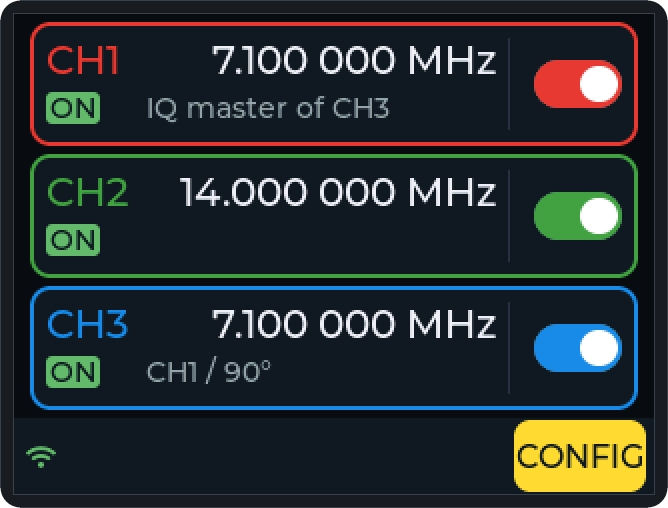 CH1 7.100 000 MHz
ON IQ master of CH3
CH2 14.000 000 MHz
ON
CH3 7.100 000 MHz
ON CH1 / 90°
CONFIG